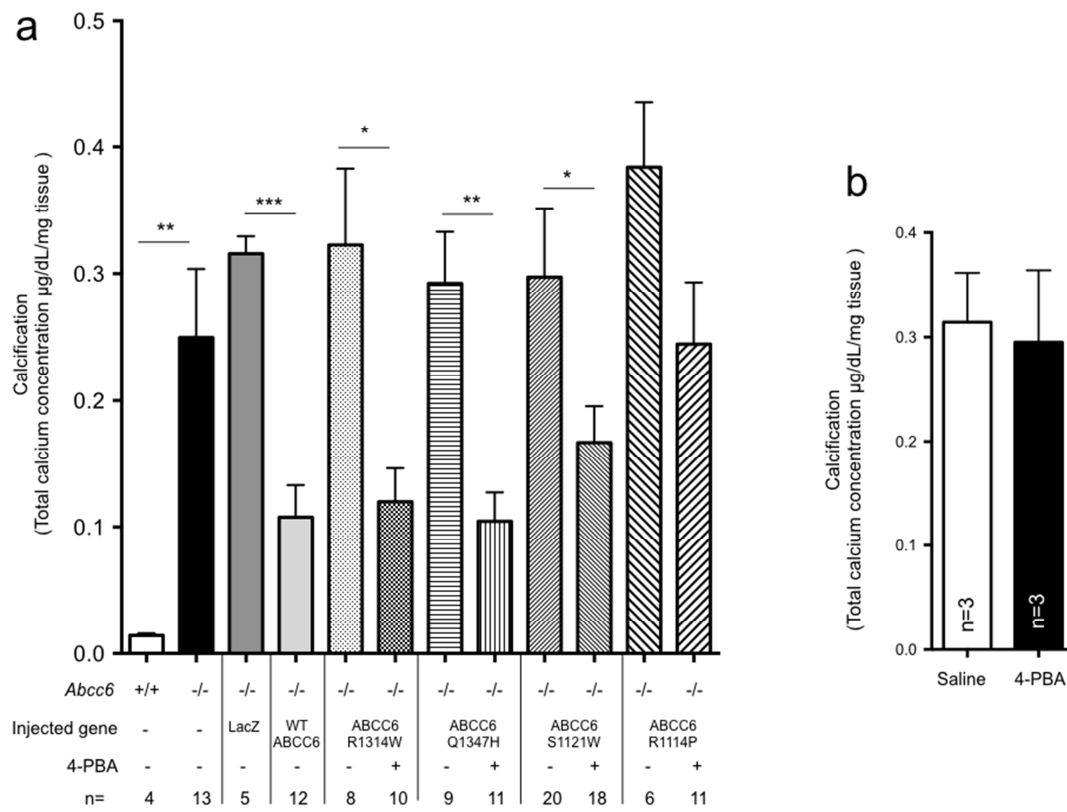 a
0.5
0.4
0.3
0.2
0.1
0.0
Calcification
(Total calcium concentration µg/dL/mg tissue )
**
***
*
**
*
Abcc6 +/+ -/- -/- -/- -/- -/- -/- -/- -/- -/- -/- -/-
Injected gene - - LacZ WT ABCC6 ABCC6 R1314W ABCC6 Q1347H ABCC6 S1121W ABCC6 R1114P
4-PBA - - - - - + - + - + - +
n= 4 13 5 12 8 10 9 11 20 18 6 11
b
0.4
0.3
0.2
0.1
0.0
Calcification
(Total calcium concentration µg/dL/mg tissue )
n=3 n=3
Saline 4-PBA